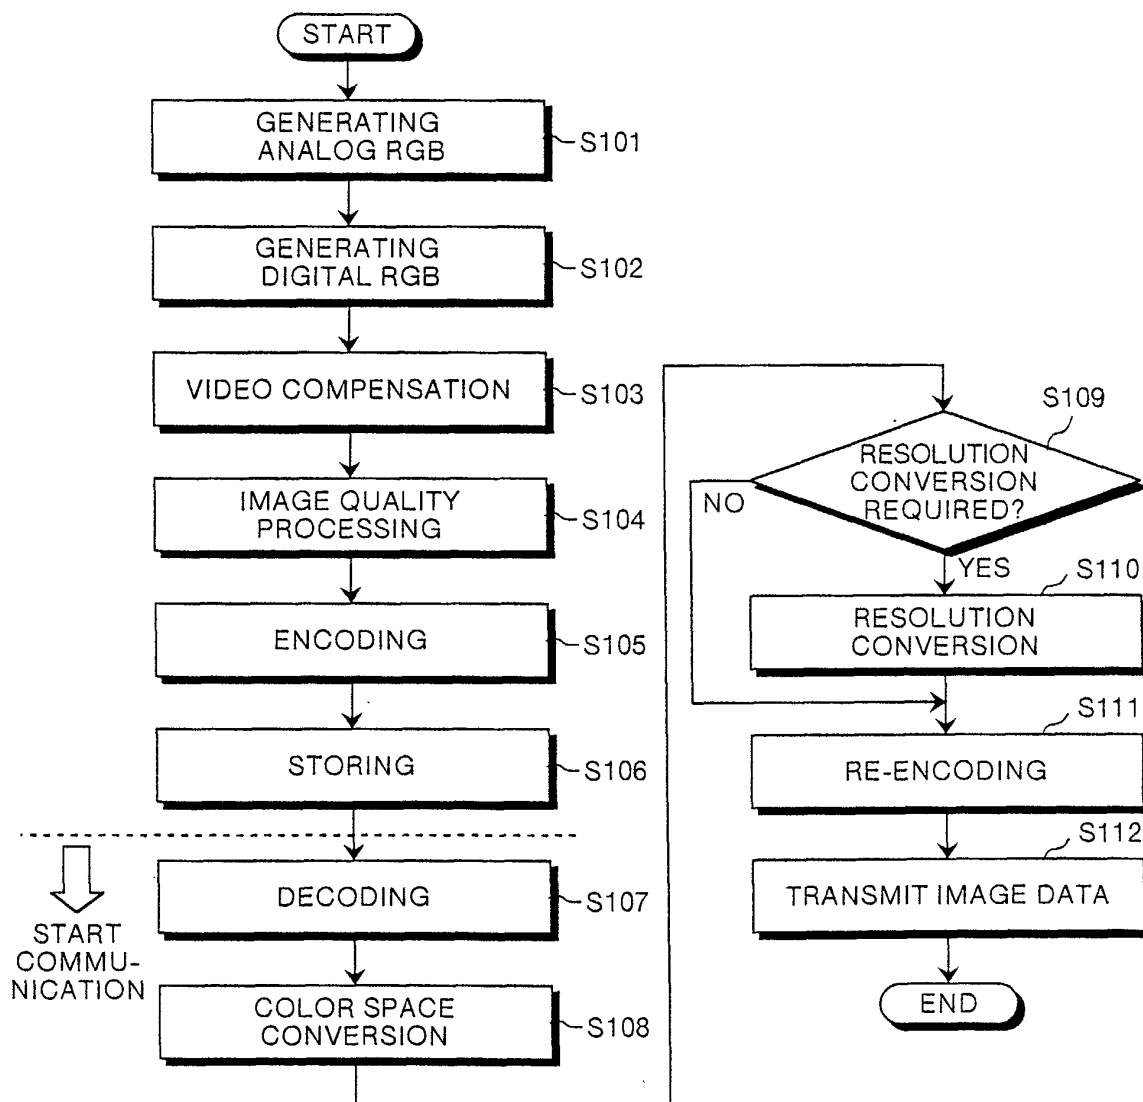 START
GENERATING
ANALOG RGB
S101
GENERATING
DIGITAL RGB
S102
VIDEO COMPENSATION
S103
IMAGE QUALITY
PROCESSING
S104
ENCODING
S105
STORING
S106
START
COMMU-
NICATION
DECODING
S107
COLOR SPACE
CONVERSION
S108
S109
RESOLUTION
CONVERSION
REQUIRED?
NO
YES
S110
RESOLUTION
CONVERSION
S111
RE-ENCODING
S112
TRANSMIT IMAGE DATA
END